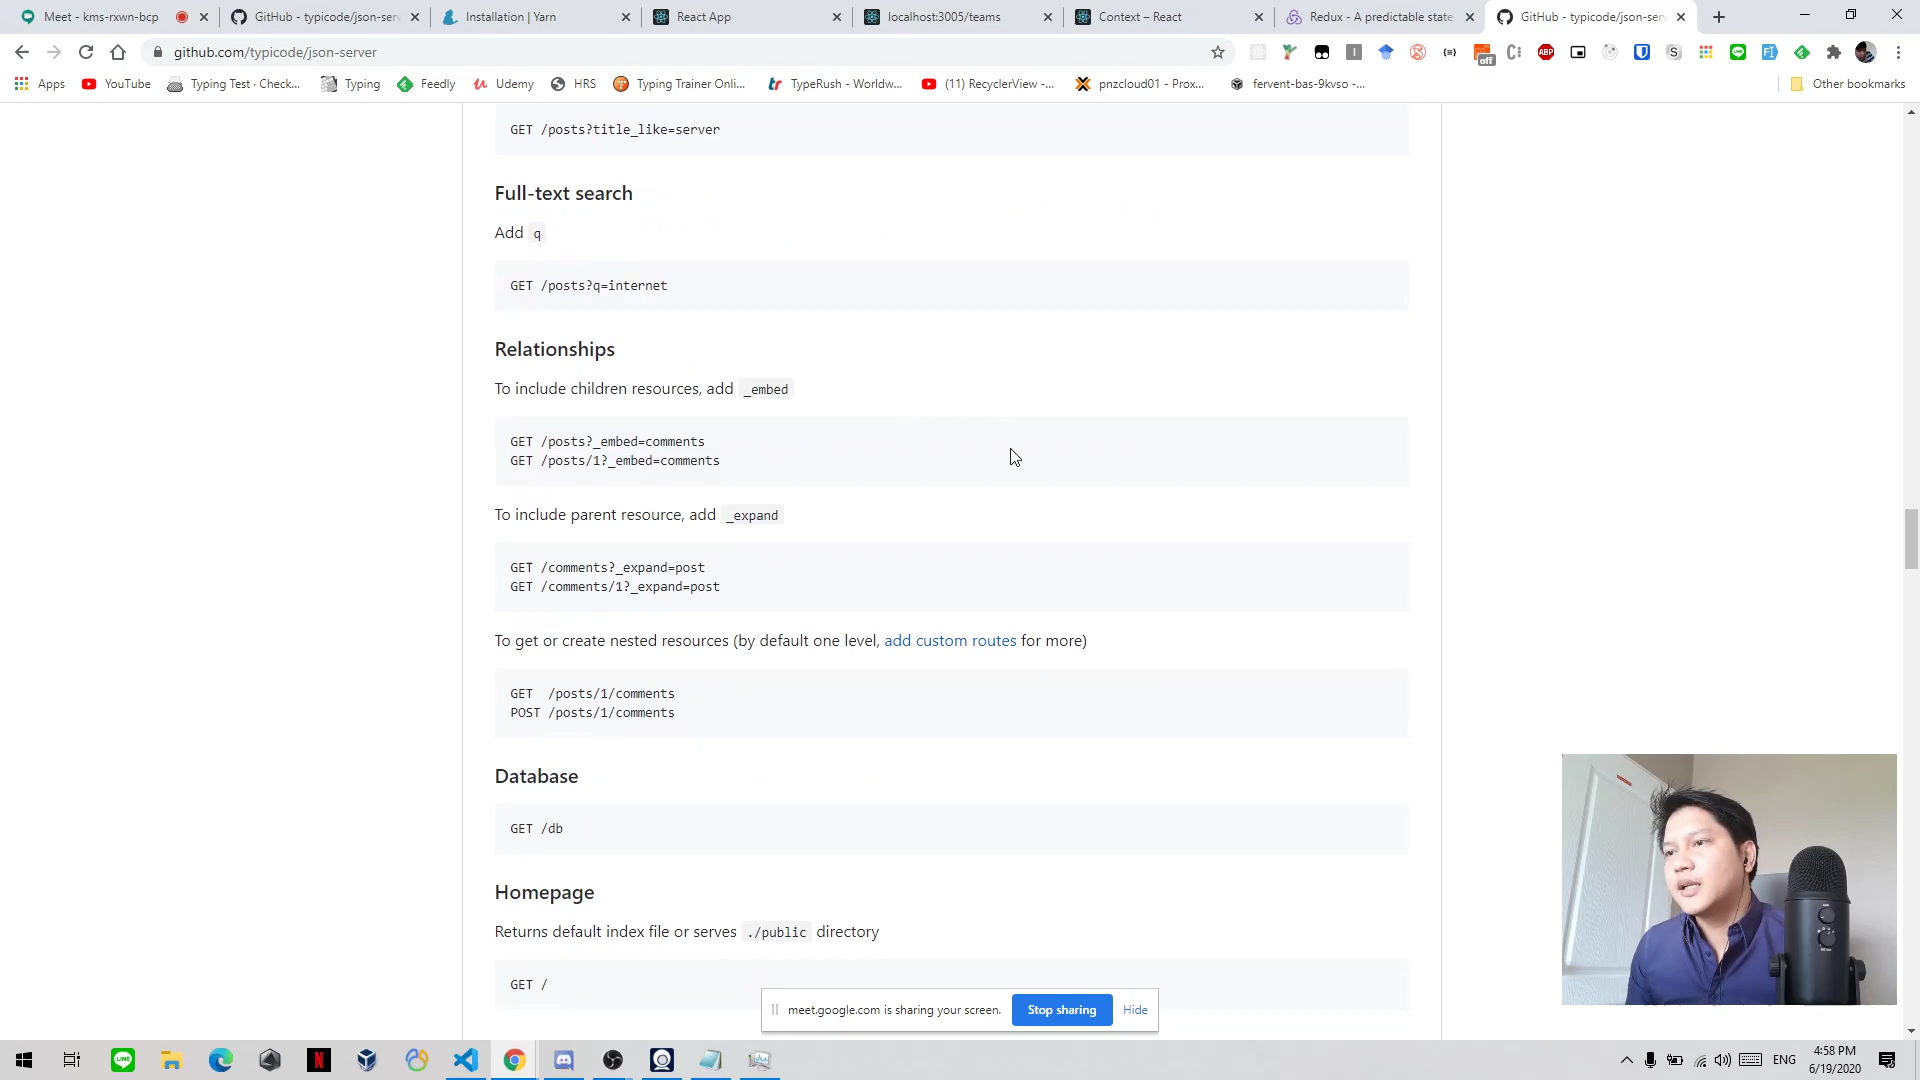 Meet - kms-rxwn-bcp
GitHub - typicode/json-serv
Installation | Yarn
React App
localhost:3005/teams
Context – React
Redux - A predictable state
GitHub - typicode/json-serv
github.com/typicode/json-server
off
ABP
Apps
YouTube
Typing Test · Check...
Typing
Feedly
Udemy
HRS
Typing Trainer Onli...
TypeRush - Worldw...
(11) RecyclerView -...
pnzcloud01 - Prox...
fervent-bas-9kvso -...
Other bookmarks
GET /posts?title_like=server
Full-text search
Add q
GET /posts?q=internet
Relationships
To include children resources, add _embed
GET /posts?_embed=comments
GET /posts/1?_embed=comments
To include parent resource, add _expand
GET /comments?_expand=post
GET /comments/1?_expand=post
To get or create nested resources (by default one level, add custom routes for more)
GET  /posts/1/comments
POST /posts/1/comments
Database
GET /db
Homepage
Returns default index file or serves ./public directory
GET /
meet.google.com is sharing your screen.
Stop sharing
Hide
LINE
N
ENG
4:58 PM
6/19/2020